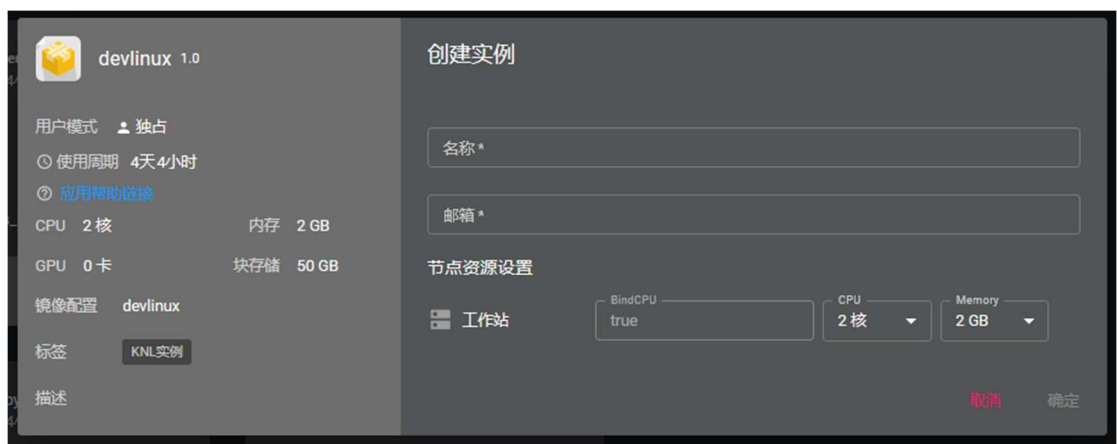 devlinux 1.0
用户模式 独占
使用周期 4天4小时
应用帮助链接
CPU 2 核 内存 2 GB
GPU 0 卡 块存储 50 GB
镜像配置 devlinux
标签 KNL实例
描述
创建实例
名称 *
邮箱 *
节点资源设置
工作站
BindCPU
true
CPU
2 核
Memory
2 GB
取消 确定